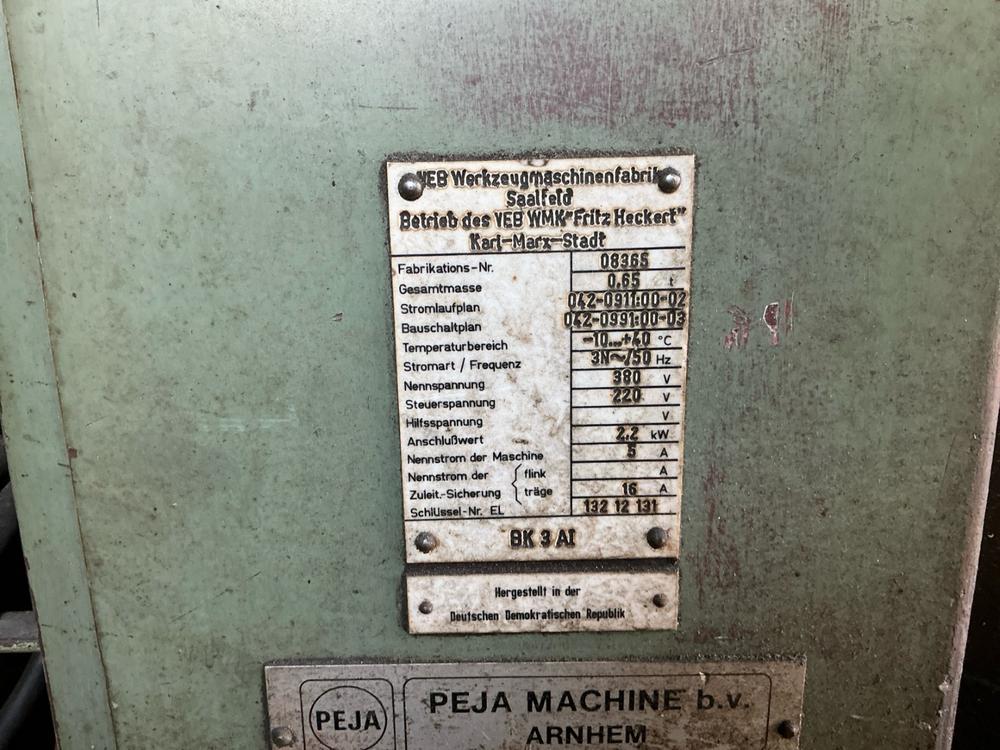 VEB Werkzeugmaschinenfabrik
Saalfeld
Betrieb des VEB WMK "Fritz Heckert"
Karl-Marx-Stadt
Fabrikations-Nr. 08365
Gesamtmasse 0,65 t
Stromlaufplan 042-0911:00-02
Bauschaltplan 042-0991:00-03
Temperaturbereich -10...+40 °C
Stromart / Frequenz 3N~/50 Hz
Nennspannung 380 V
Steuerspannung 220 V
Hilfsspannung V
Anschlußwert 2,2 kW
Nennstrom der Maschine 5 A
Nennstrom der flink A
Zuleit.-Sicherung träge 16 A
Schlüssel-Nr. EL 132 12 131
BK 3 AI
Hergestellt in der
Deutschen Demokratischen Republik
PEJA PEJA MACHINE b.v.
ARNHEM